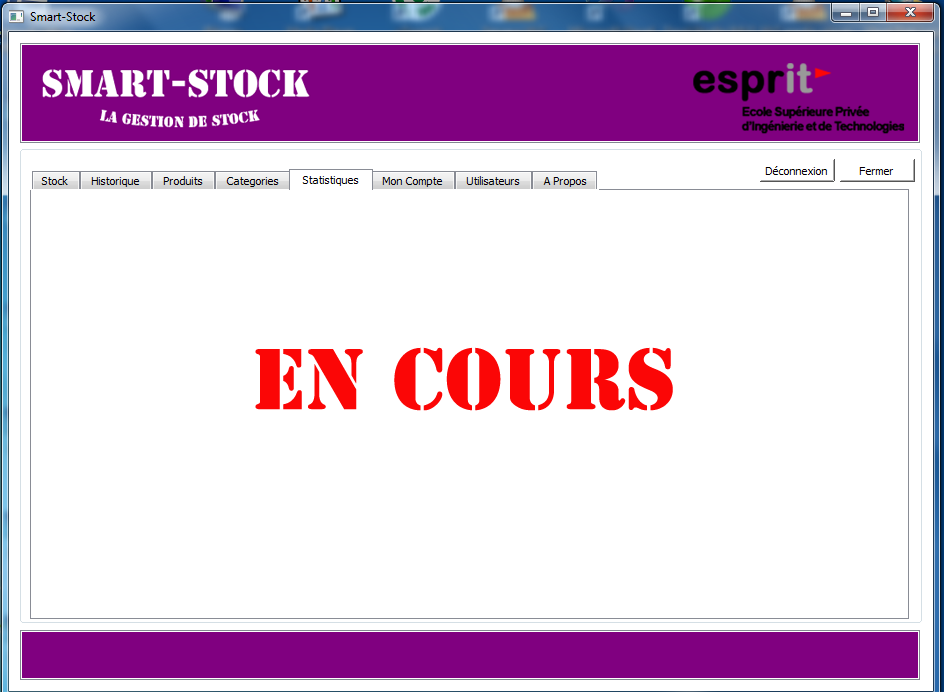 Smart-Stock
SMART-STOCK
LA GESTION DE STOCK
esprit
Ecole Supérieure Privée
d'Ingénierie et de Technologies
Déconnexion Fermer
Stock Historique Produits Categories Statistiques Mon Compte Utilisateurs A Propos
EN COURS